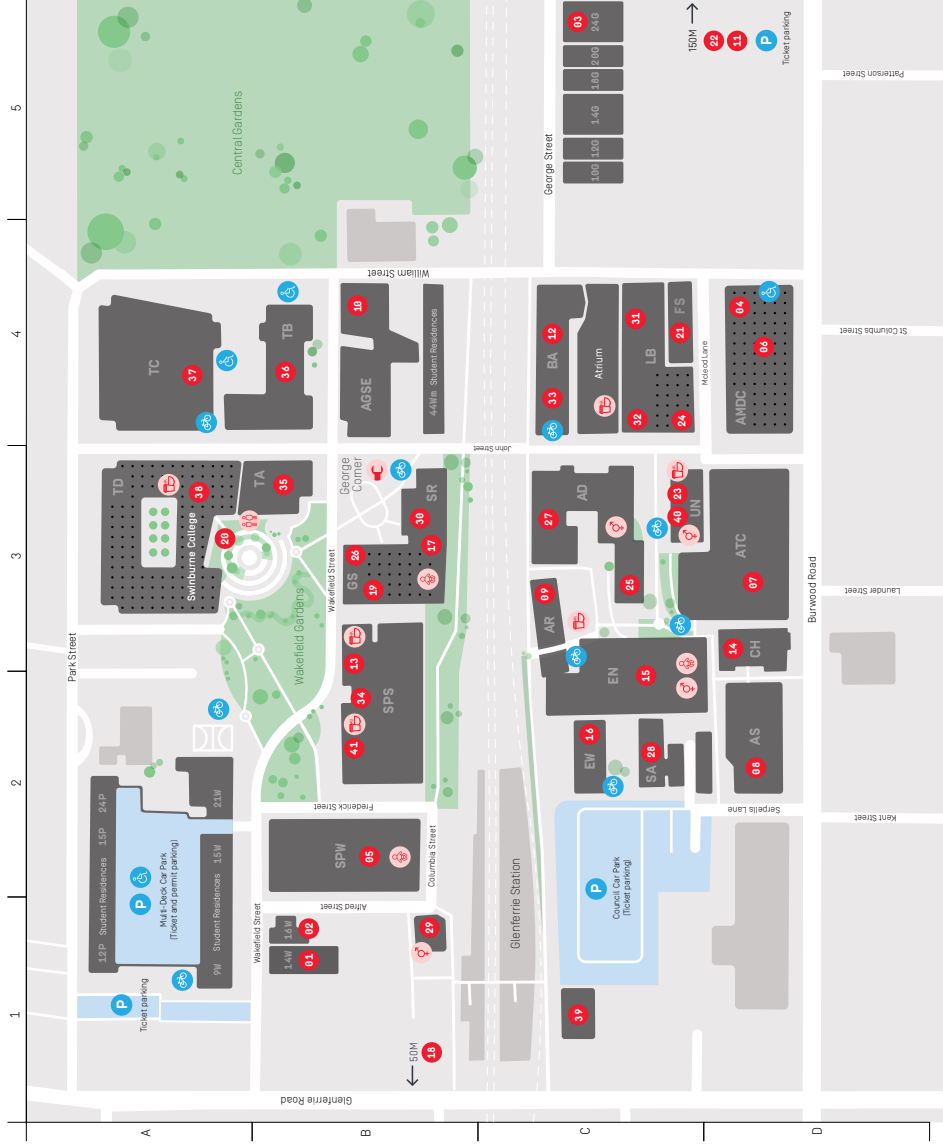 1
2
3
4
5
A
B
C
D
Park Street
12P
Student Residences
15P
24P
P
Ticket parking
P
Multi-Deck Car Park
(Ticket and permit parking)
9W
Student Residences
15W
21W
TD
Swinburne College
38
20
TA
35
TC
37
TB
36
Central Gardens
Wakefield Gardens
Wakefield Street
Wakefield Street
Glenferrie Road
14W
01
16W
02
Alfred Street
SPW
05
Frederick Street
Columbia Street
29
50M
18
41
34
13
SPS
GS
26
19
George
Corner
SR
30
17
AGSE
10
44Wm Student Residences
John Street
William Street
Glenferrie Station
39
P
Council Car Park
(Ticket parking)
EW
16
SA
28
EN
15
AR
09
AD
27
25
BA
33
12
Atrium
LB
32
31
24
FS
21
George Street
10G
12G
14G
18G
20G
24G
03
UN
40
23
ATC
07
CH
14
AS
08
Serpells Lane
Mcleod Lane
AMDC
04
06
150M
22
11
P
Ticket parking
Burwood Road
Kent Street
Launder Street
St Columbs Street
Patterson Street